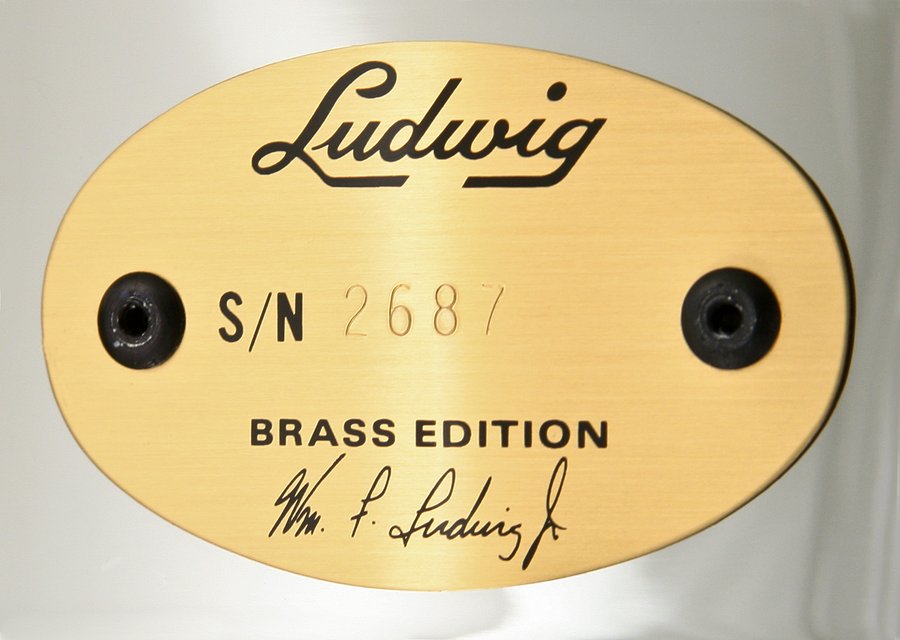 Ludwig
S/N 2687
BRASS EDITION
Wm. F. Ludwig Jr